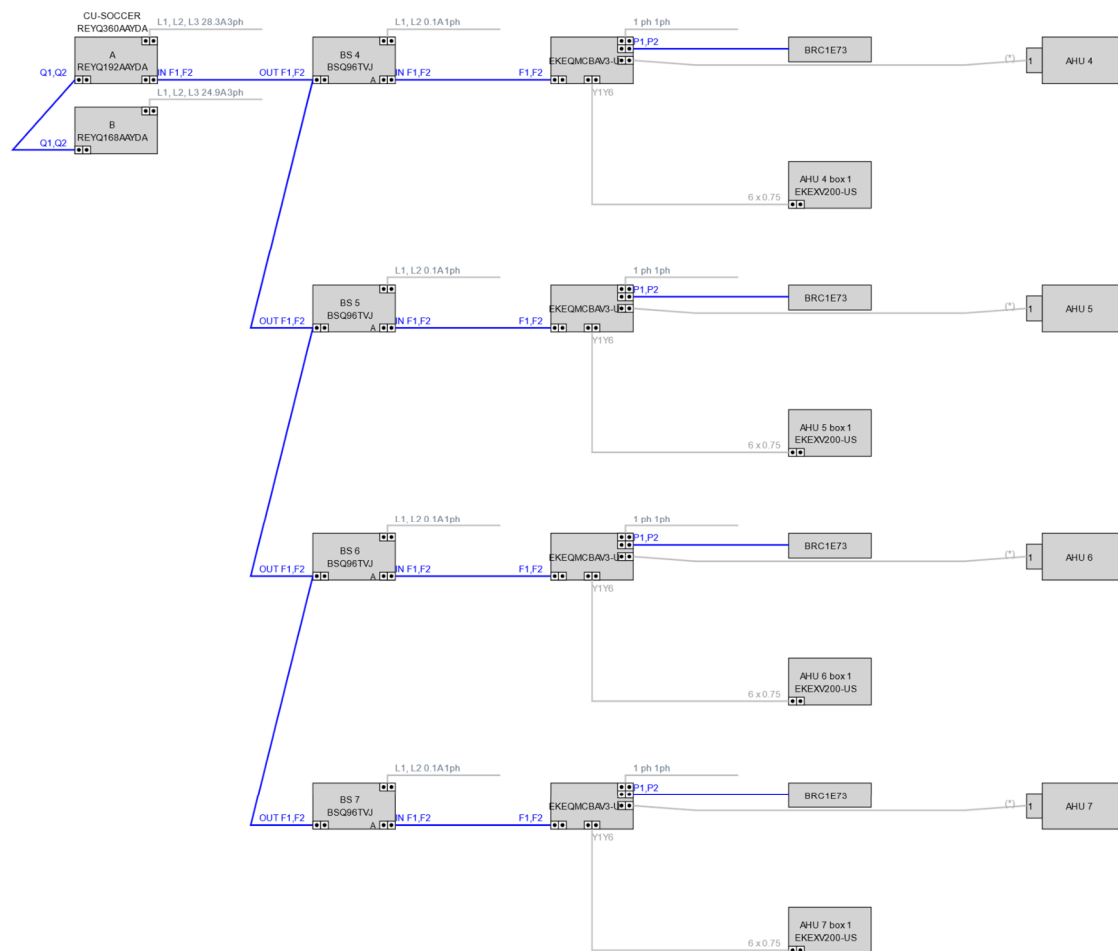 CU-SOCCER
REYQ360AAYDA
L1, L2, L3 28.3A3ph
A
REYQ192AAYDA
Q1,Q2
IN F1,F2
L1, L2, L3 24.9A3ph
B
REYQ168AAYDA
Q1,Q2
L1, L2 0.1A1ph
OUT F1,F2
BS 4
BSQ96TVJ
A
IN F1,F2
F1,F2
1 ph 1ph
P1,P2
EKEQMCBAV3-U
Y1Y6
BRC1E73
(*)
1
AHU 4
6 x 0.75
AHU 4 box 1
EKEXV200-US
L1, L2 0.1A1ph
OUT F1,F2
BS 5
BSQ96TVJ
A
IN F1,F2
F1,F2
1 ph 1ph
P1,P2
EKEQMCBAV3-U
Y1Y6
BRC1E73
(*)
1
AHU 5
6 x 0.75
AHU 5 box 1
EKEXV200-US
L1, L2 0.1A1ph
OUT F1,F2
BS 6
BSQ96TVJ
A
IN F1,F2
F1,F2
1 ph 1ph
P1,P2
EKEQMCBAV3-U
Y1Y6
BRC1E73
(*)
1
AHU 6
6 x 0.75
AHU 6 box 1
EKEXV200-US
L1, L2 0.1A1ph
OUT F1,F2
BS 7
BSQ96TVJ
A
IN F1,F2
F1,F2
1 ph 1ph
P1,P2
EKEQMCBAV3-U
Y1Y6
BRC1E73
(*)
1
AHU 7
6 x 0.75
AHU 7 box 1
EKEXV200-US